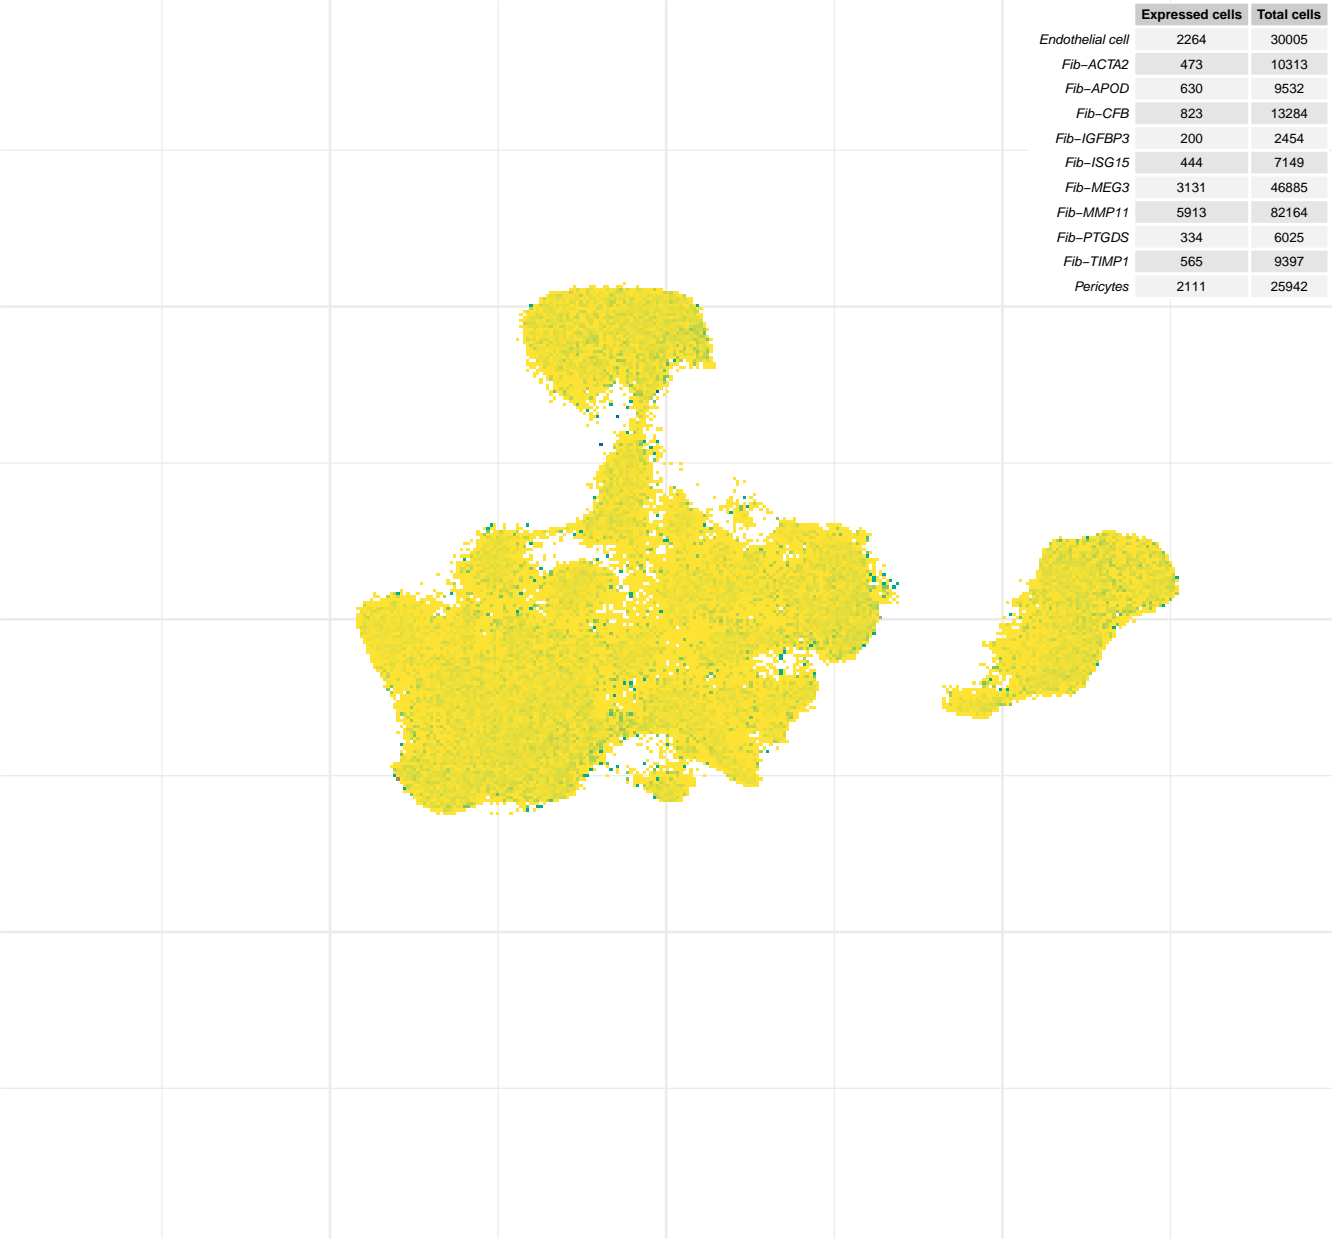 Expressed cells Total cells
Endothelial cell 2264 30005
Fib−ACTA2 473 10313
Fib−APOD 630 9532
Fib−CFB 823 13284
Fib−IGFBP3 200 2454
Fib−ISG15 444 7149
Fib−MEG3 3131 46885
Fib−MMP11 5913 82164
Fib−PTGDS 334 6025
Fib−TIMP1 565 9397
Pericytes 2111 25942